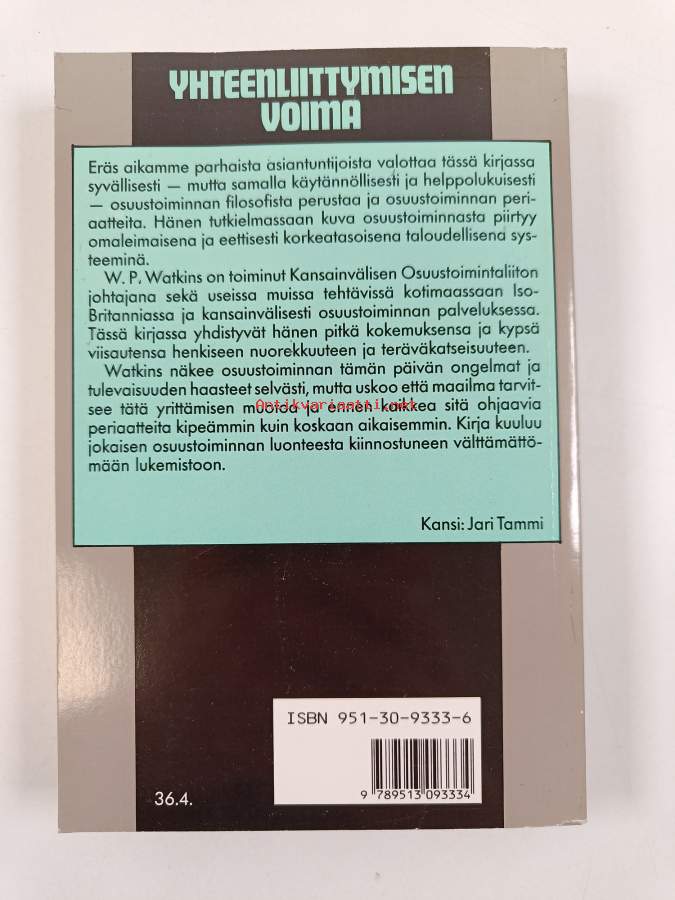 YHTEENLIITTYMISEN
VOIMA
Eräs aikamme parhaista asiantuntijoista valottaa tässä kirjassa
syvällisesti — mutta samalla käytännöllisesti ja helppolukuisesti
— osuustoiminnan filosofista perustaa ja osuustoiminnan peri-
aatteita. Hänen tutkielmassaan kuva osuustoiminnasta piirtyy
omaleimaisena ja eettisesti korkeatasoisena taloudellisena sys-
teeminä.
W. P. Watkins on toiminut Kansainvälisen Osuustoimintaliiton
johtajana sekä useissa muissa tehtävissä kotimaassaan Iso-
Britanniassa ja kansainvälisesti osuustoiminnan palveluksessa.
Tässä kirjassa yhdistyvät hänen pitkä kokemuksensa ja kypsä
viisautensa henkiseen nuorekkuuteen ja teräväkatseisuuteen.
Watkins näkee osuustoiminnan tämän päivän ongelmat ja
tulevaisuuden haasteet selvästi, mutta uskoo että maailma tarvit-
see tätä yrittämisen muotoa ja ennen kaikkea sitä ohjaavia
Antikvariaatti.net
periaatteita kipeämmin kuin koskaan aikaisemmin. Kirja kuuluu
jokaisen osuustoiminnan luonteesta kiinnostuneen välttämättö-
mään lukemistoon.
Kansi: Jari Tammi
ISBN 951-30-9333-6
9 789513 093334
36.4.